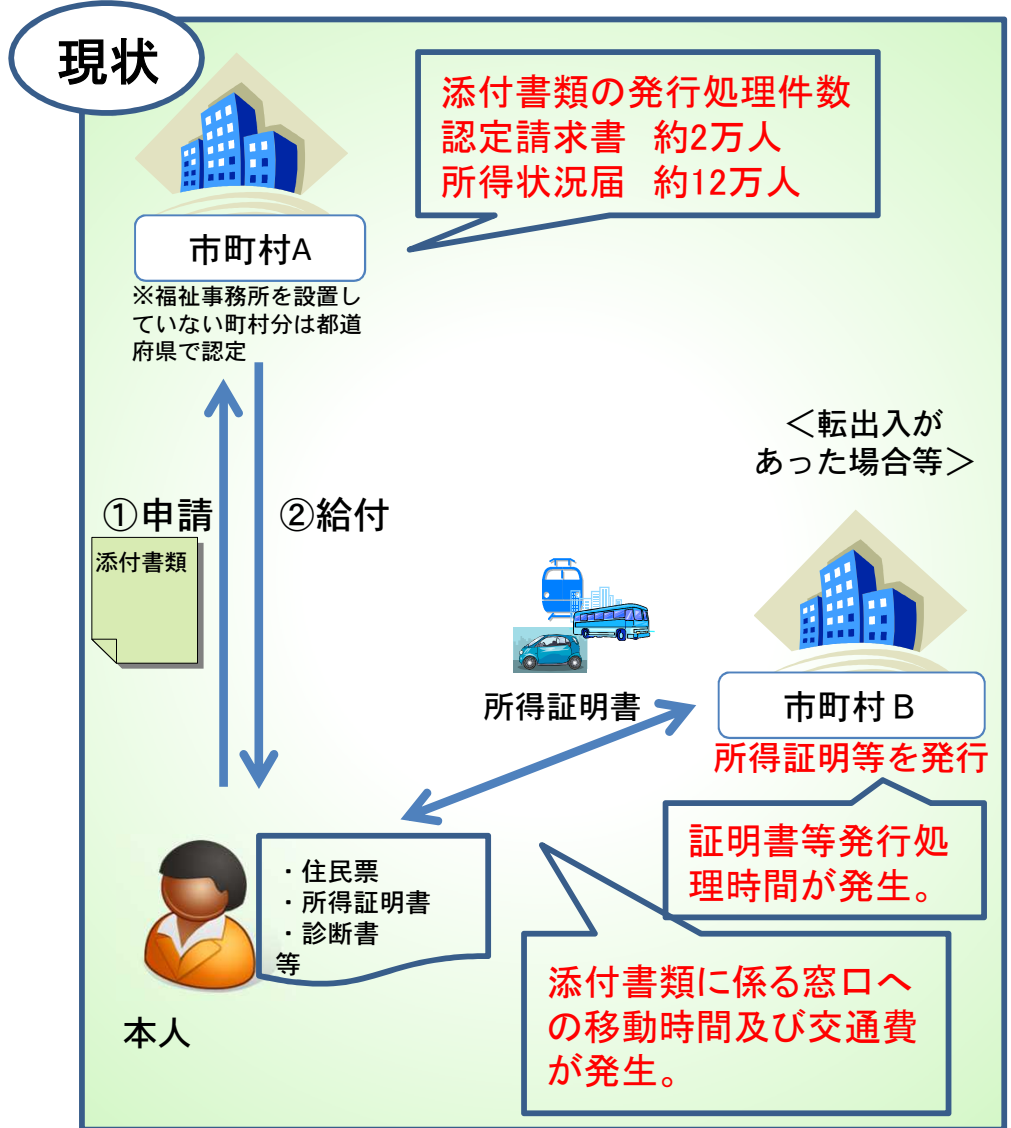 現状
添付書類の発行処理件数
認定請求書　約2万人
所得状況届　約12万人
市町村A
※福祉事務所を設置し
ていない町村分は都道
府県で認定
＜転出入が
あった場合等＞
①申請
②給付
添付書類
所得証明書
市町村Ｂ
所得証明等を発行
証明書等発行処
理時間が発生。
・住民票
・所得証明書
・診断書
等
本人
添付書類に係る窓口へ
の移動時間及び交通費
が発生。